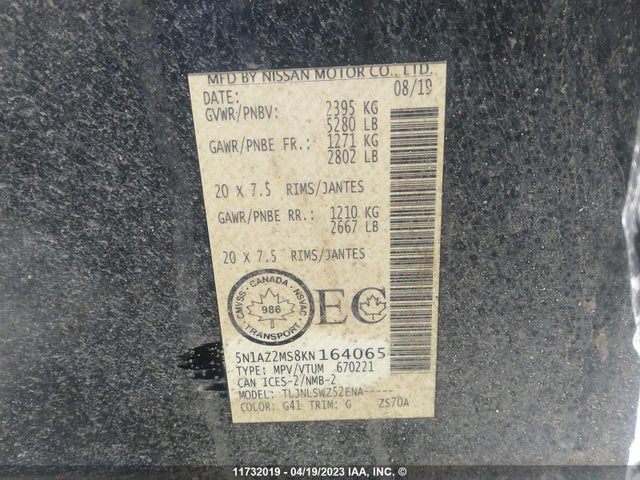 MFD BY NISSAN MOTOR CO., LTD.
DATE: 08/19
GVWR/PNBV: 2395 KG
5280 LB
GAWR/PNBE FR.: 1271 KG
2802 LB
20 X 7.5 RIMS/JANTES
GAWR/PNBE RR.: 1210 KG
2667 LB
20 X 7.5 RIMS/JANTES
CANADA
CMVSS NSVAC
986
TRANSPORT
EC
5N1AZ2MS8KN164065
TYPE: MPV/VTUM 670221
CAN ICES-2/NMB-2
MODEL: TLJNLSWZ52ENA-----
COLOR: G41 TRIM: G ZS70A
11732019 - 04/19/2023 IAA, INC. ©